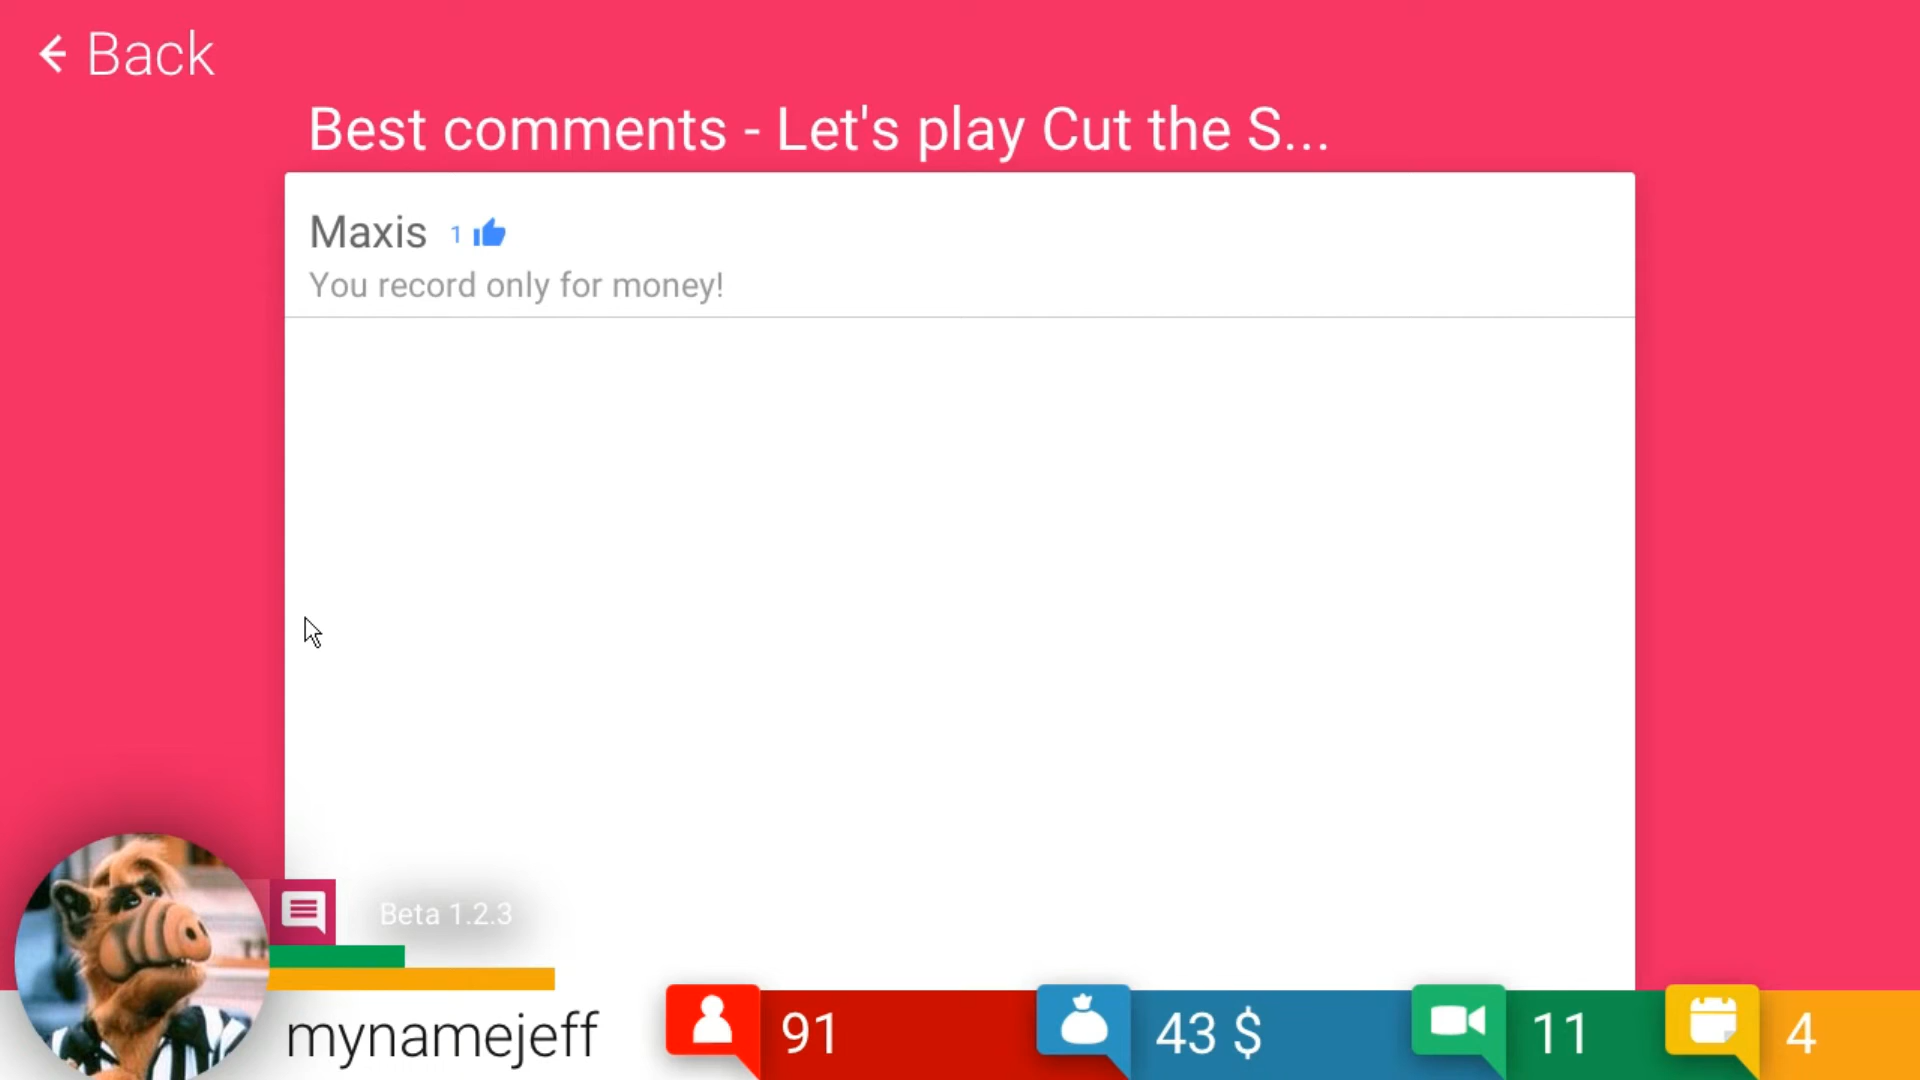 Back
Best comments - Let's play Cut the S...
Maxis 1
You record only for money!
Beta 1.2.3
mynamejeff
91
43 $
11
4